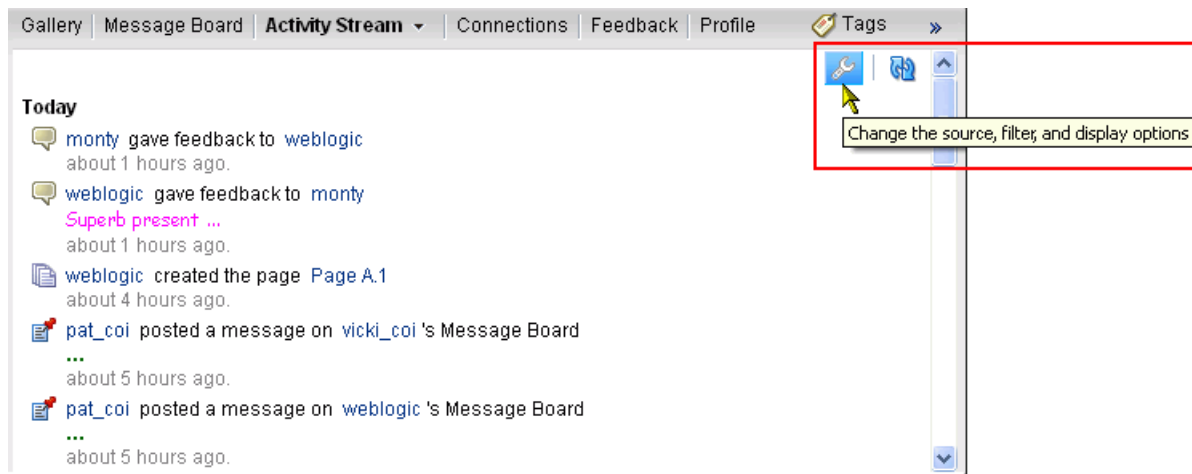 Gallery Message Board Activity Stream Connections Feedback Profile Tags »
Change the source, filter, and display options
Today
monty gave feedback to weblogic
about 1 hours ago.
weblogic gave feedback to monty
Superb present ...
about 1 hours ago.
weblogic created the page Page A.1
about 4 hours ago.
pat_coi posted a message on vicki_coi 's Message Board
...
about 5 hours ago.
pat_coi posted a message on weblogic 's Message Board
...
about 5 hours ago.